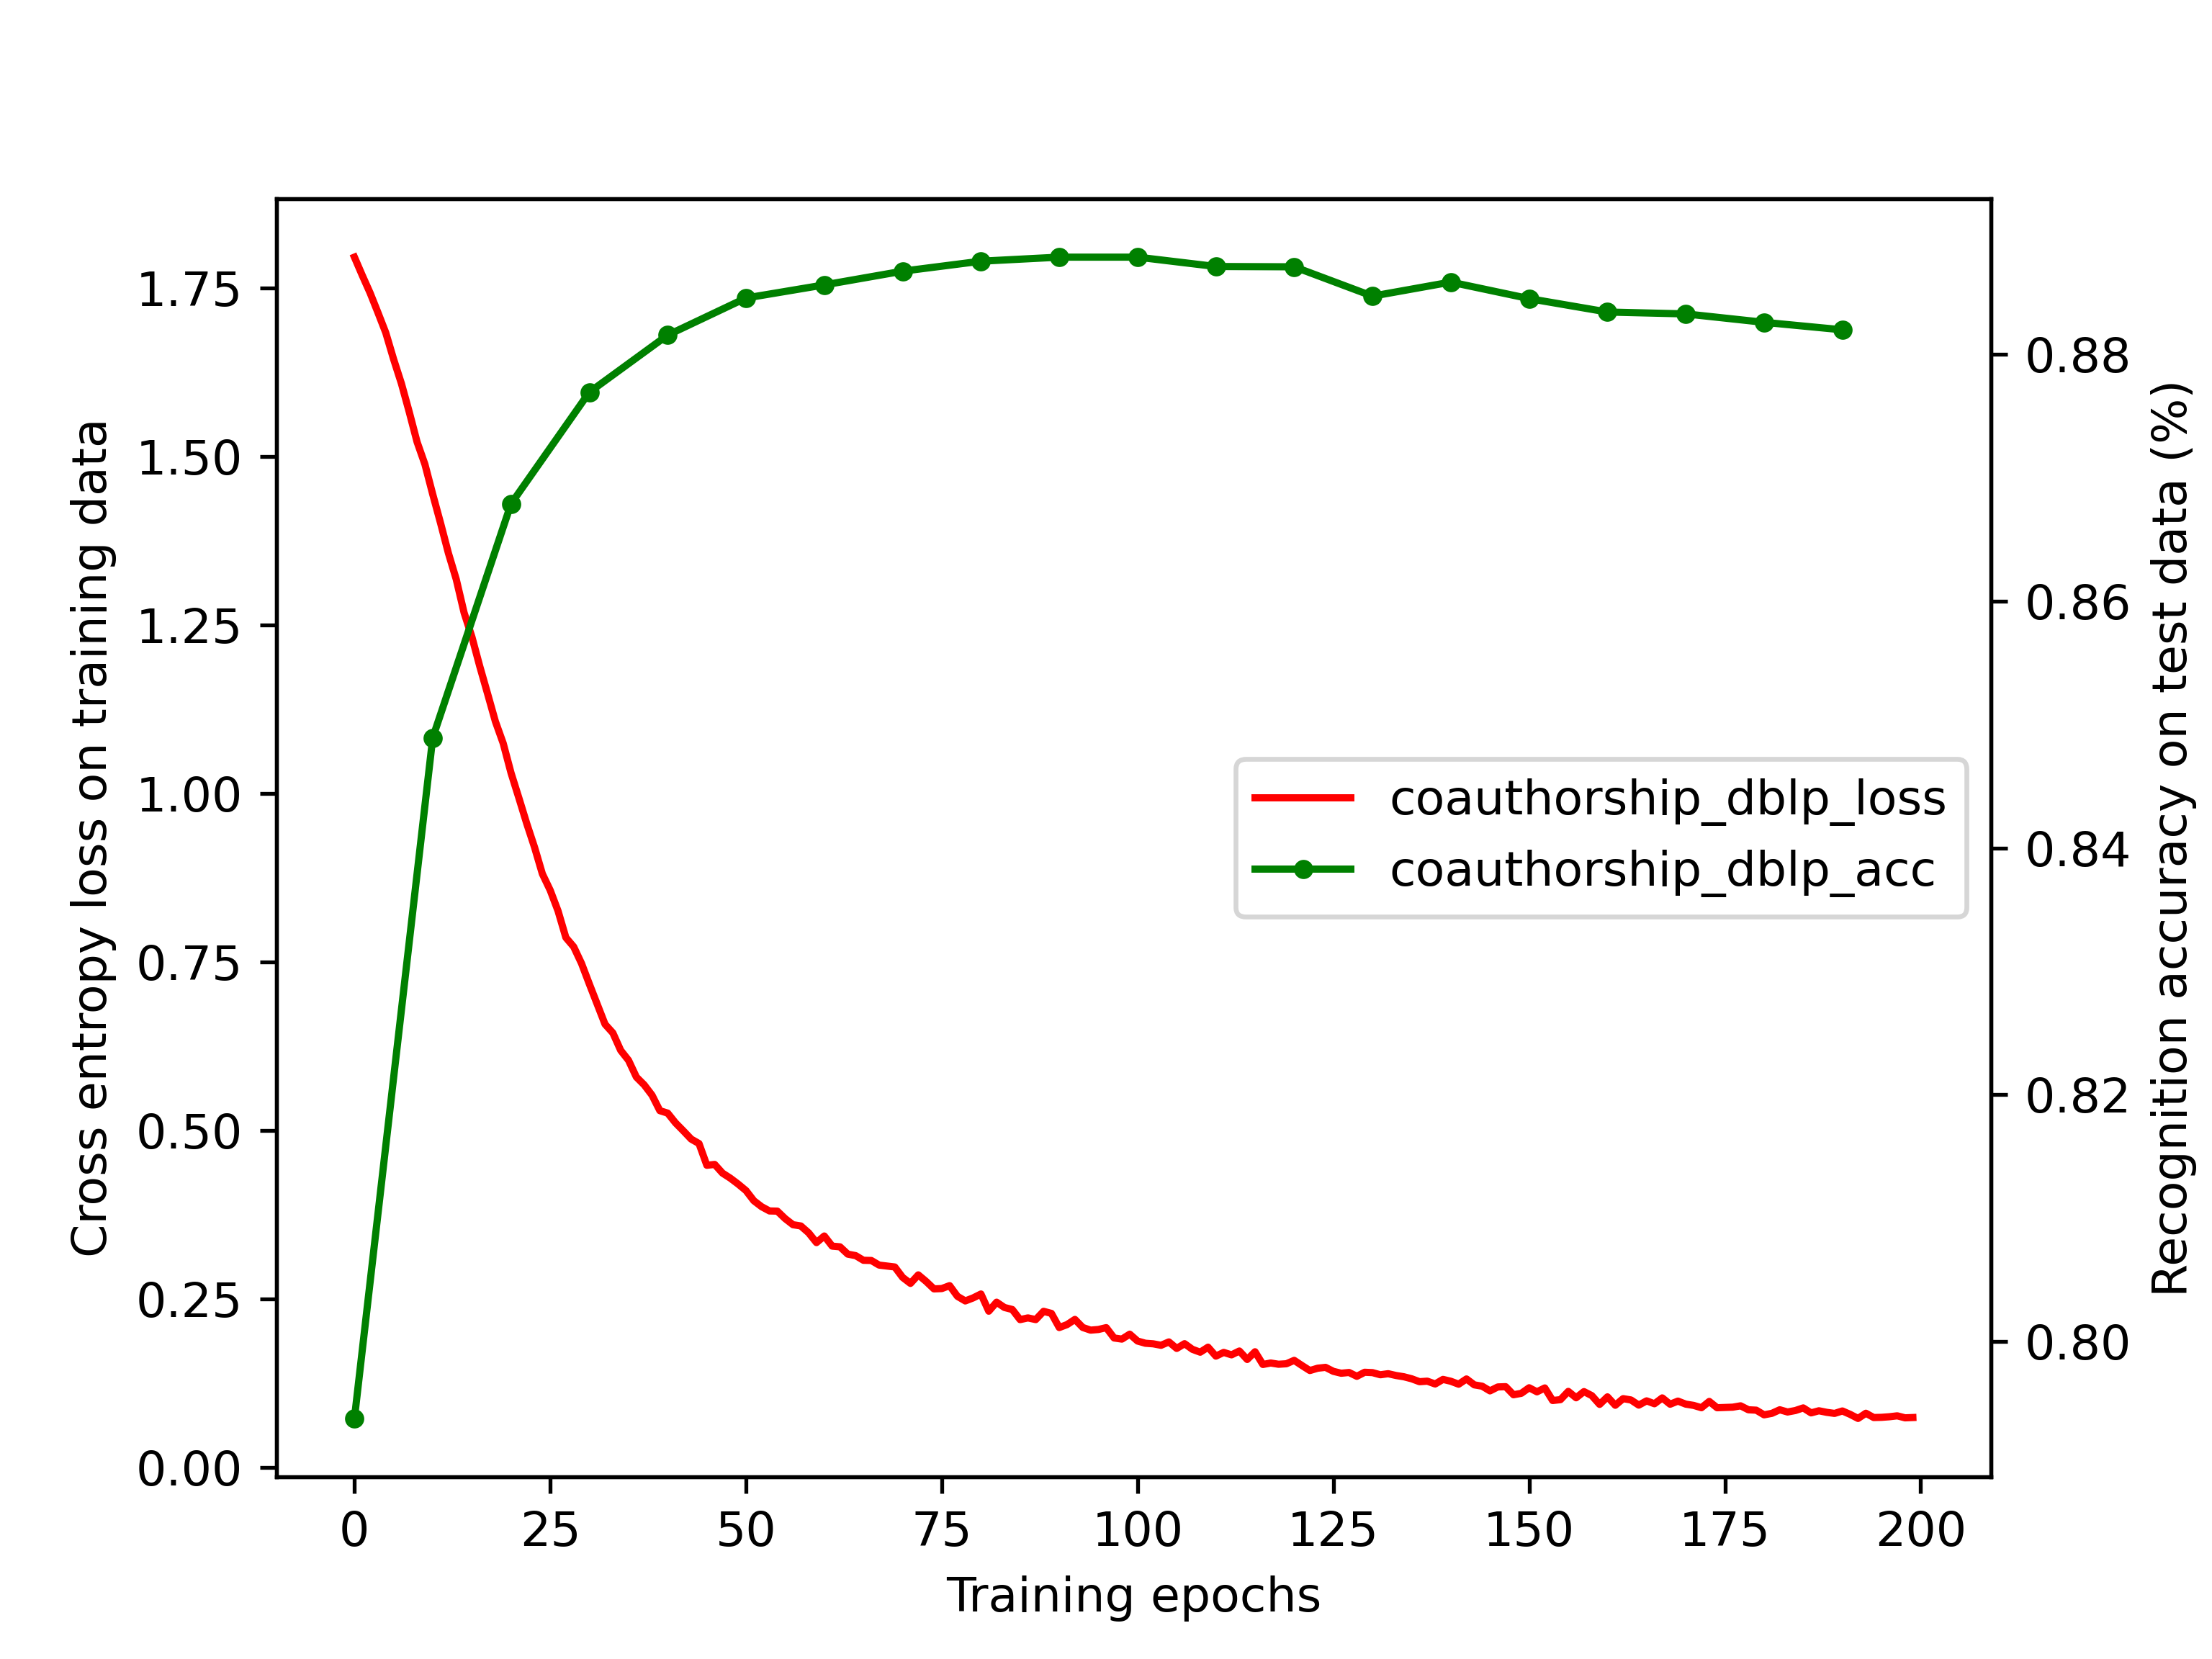 Cross entropy loss on training data
1.75
1.50
1.25
1.00
0.75
0.50
0.25
0.00
coauthorship_dblp_loss
coauthorship_dblp_acc
0.88
0.86
0.84
0.82
0.80
Recognition accuracy on test data (%)
0 25 50 75 100 125 150 175 200
Training epochs